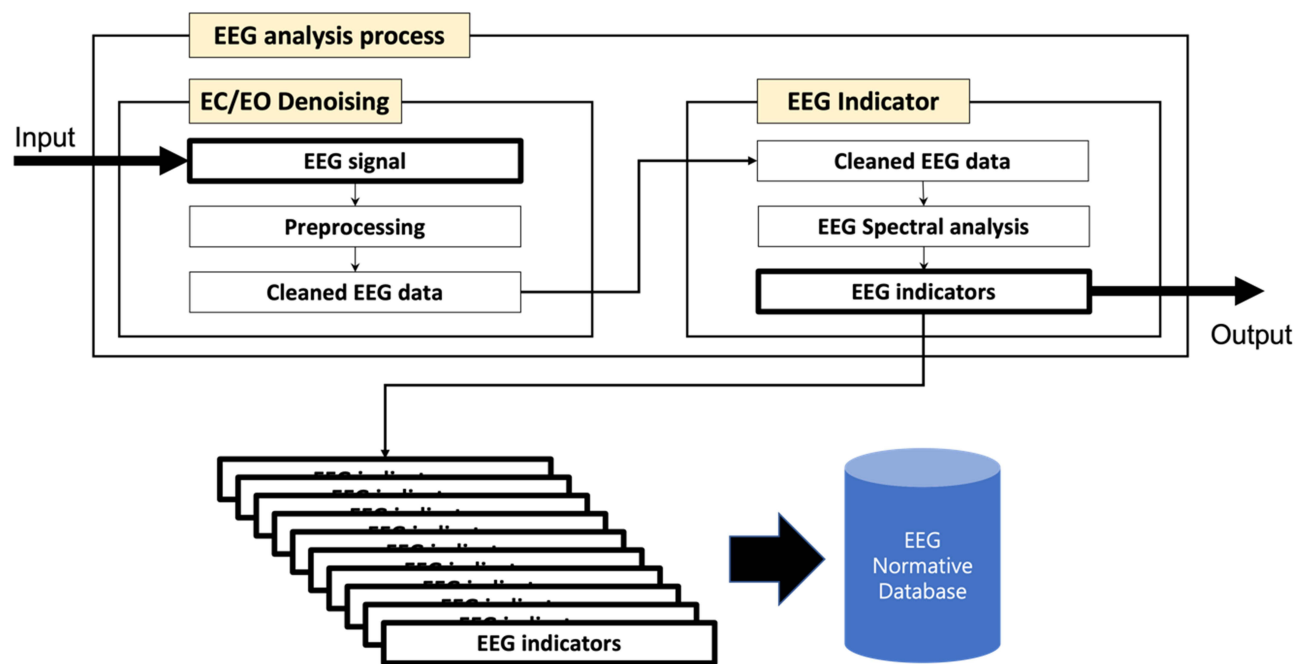 EEG analysis process
EC/EO Denoising
EEG Indicator
Input
EEG signal
Preprocessing
Cleaned EEG data
Cleaned EEG data
EEG Spectral analysis
EEG indicators
Output
EEG indicators
EEG
Normative
Database